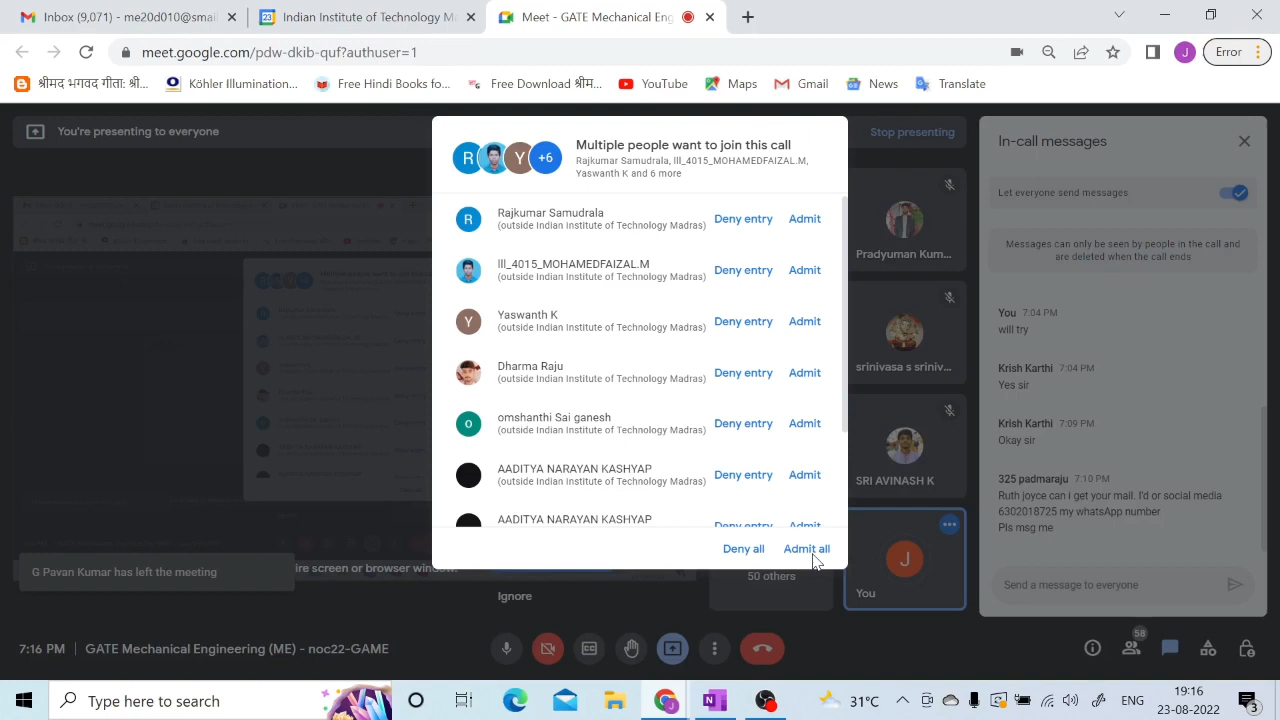 Inbox (9,071) - me20d010@smail
Indian Institute of Technology M
Meet - GATE Mechanical Eng
meet.google.com/pdw-dkib-quf?authuser=1
J
Error
श्रीमद भगवद गीता: श्री...
Köhler Illumination...
Free Hindi Books fo...
Free Download श्रीम...
YouTube
Maps
Gmail
News
Translate
You're presenting to everyone
Stop presenting
R
Y
+6
Multiple people want to join this call
Rajkumar Samudrala, lll_4015_MOHAMEDFAIZAL.M,
Yaswanth K and 6 more
R
Rajkumar Samudrala
(outside Indian Institute of Technology Madras)
Deny entry Admit
lll_4015_MOHAMEDFAIZAL.M
(outside Indian Institute of Technology Madras)
Deny entry Admit
Y
Yaswanth K
(outside Indian Institute of Technology Madras)
Deny entry Admit
Dharma Raju
(outside Indian Institute of Technology Madras)
Deny entry Admit
o
omshanthi Sai ganesh
(outside Indian Institute of Technology Madras)
Deny entry Admit
AADITYA NARAYAN KASHYAP
(outside Indian Institute of Technology Madras)
Deny entry Admit
AADITYA NARAYAN KASHYAP
Deny entry Admit
Deny all Admit all
Pradyuman Kum...
srinivasa s sriniv...
SRI AVINASH K
J
You
50 others
G Pavan Kumar has left the meeting
ire screen or browser window.
Ignore
In-call messages
Let everyone send messages
Messages can only be seen by people in the call and
are deleted when the call ends
You 7:04 PM
will try
Krish Karthi 7:04 PM
Yes sir
Krish Karthi 7:09 PM
Okay sir
325 padmaraju 7:10 PM
Ruth joyce can i get your mail. I'd or social media
6302018725 my whatsApp number
Pls msg me
Send a message to everyone
7:16 PM | GATE Mechanical Engineering (ME) - noc22-GAME
58
Type here to search
31°C
ENG
19:16
23-08-2022
3